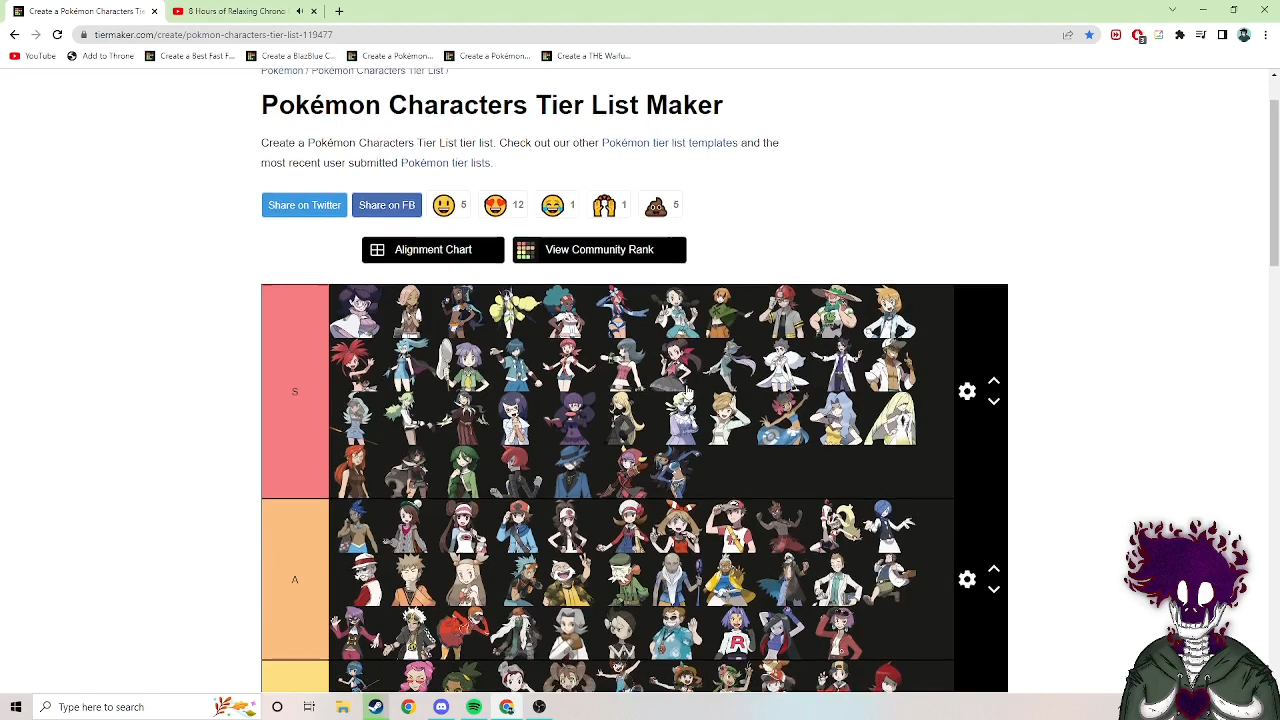 Create a Pokémon Characters Tier
8 Hours of Relaxing Chrono
tiermaker.com/create/pokmon-characters-tier-list-119477
3
YouTube
Add to Throne
Create a Best Fast F...
Create a BlazBlue C...
Create a Pokémon...
Create a Pokémon...
Create a THE Waifu...
Pokémon / Pokémon Characters Tier List /
Pokémon Characters Tier List Maker
Create a Pokémon Characters Tier List tier list. Check out our other Pokémon tier list templates and the
most recent user submitted Pokémon tier lists.
Share on Twitter
Share on FB
5
12
1
1
5
Alignment Chart
View Community Rank
S
A
R
Type here to search